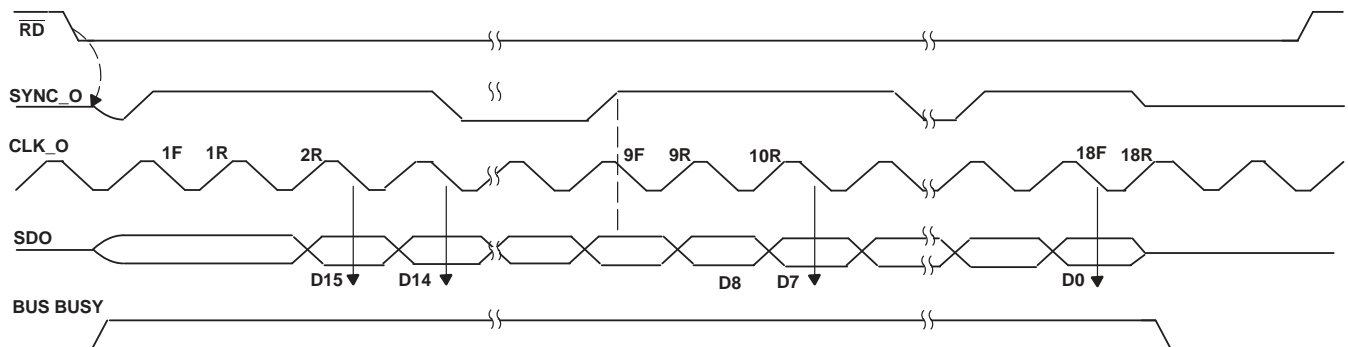 RD
SYNC_O
CLK_O
1F 1R 2R 9F 9R 10R 18F 18R
SDO
D15 D14 D8 D7 D0
BUS BUSY